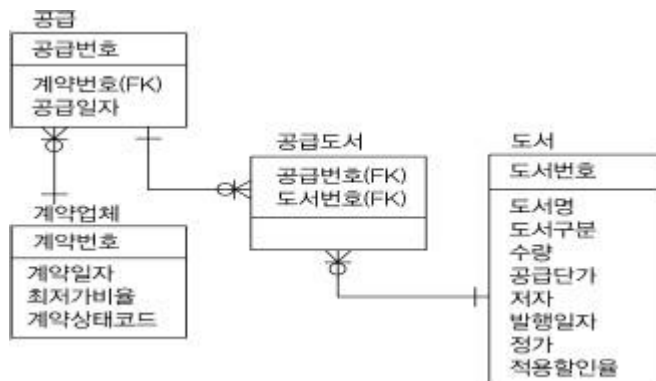 공급
공급번호
계약번호(FK)
공급일자
계약업체
계약번호
계약일자
최저가비율
계약상태코드
공급도서
공급번호(FK)
도서번호(FK)
도서
도서번호
도서명
도서구분
수량
공급단가
저자
발행일자
정가
적용할인율